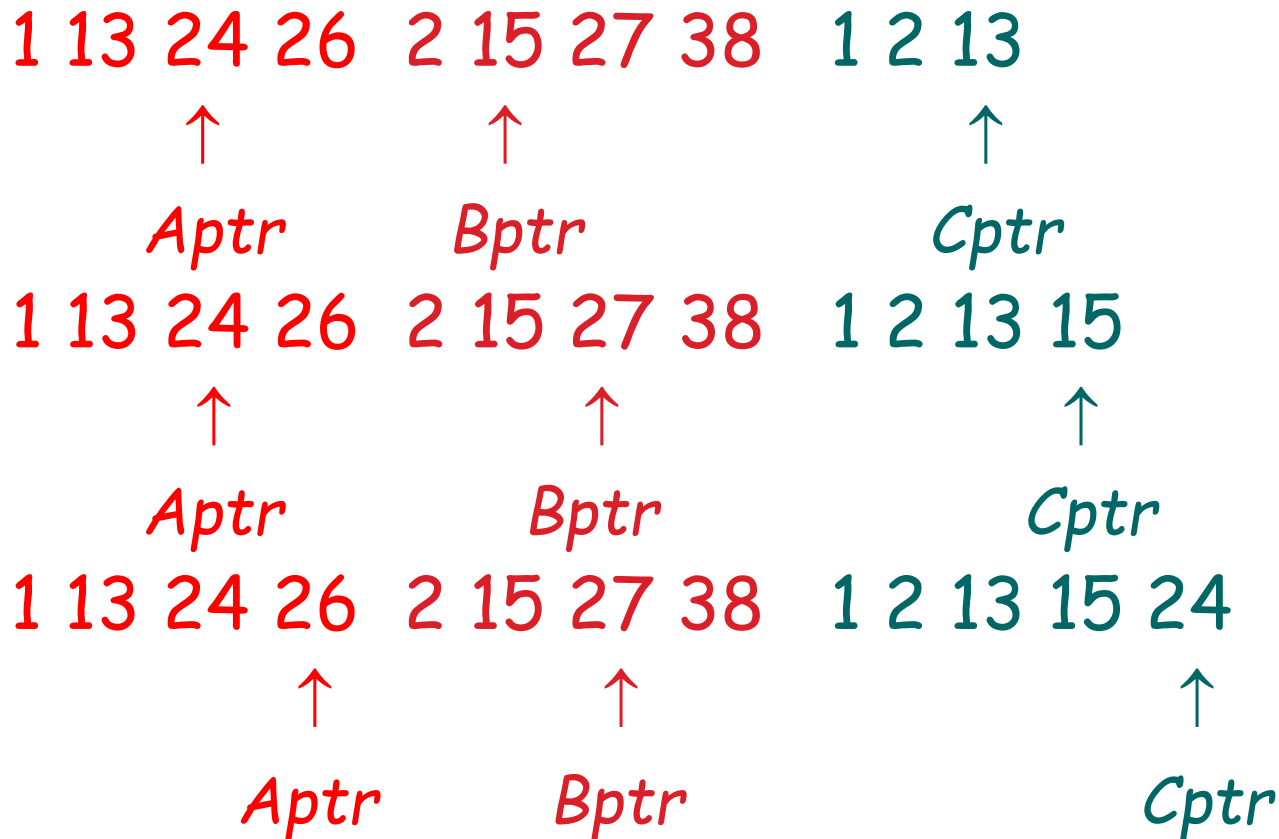 1 13 24 26 2 15 27 38 1 2 13
↑ ↑ ↑
Aptr Bptr Cptr
1 13 24 26 2 15 27 38 1 2 13 15
↑ ↑ ↑
Aptr Bptr Cptr
1 13 24 26 2 15 27 38 1 2 13 15 24
↑ ↑ ↑
Aptr Bptr Cptr